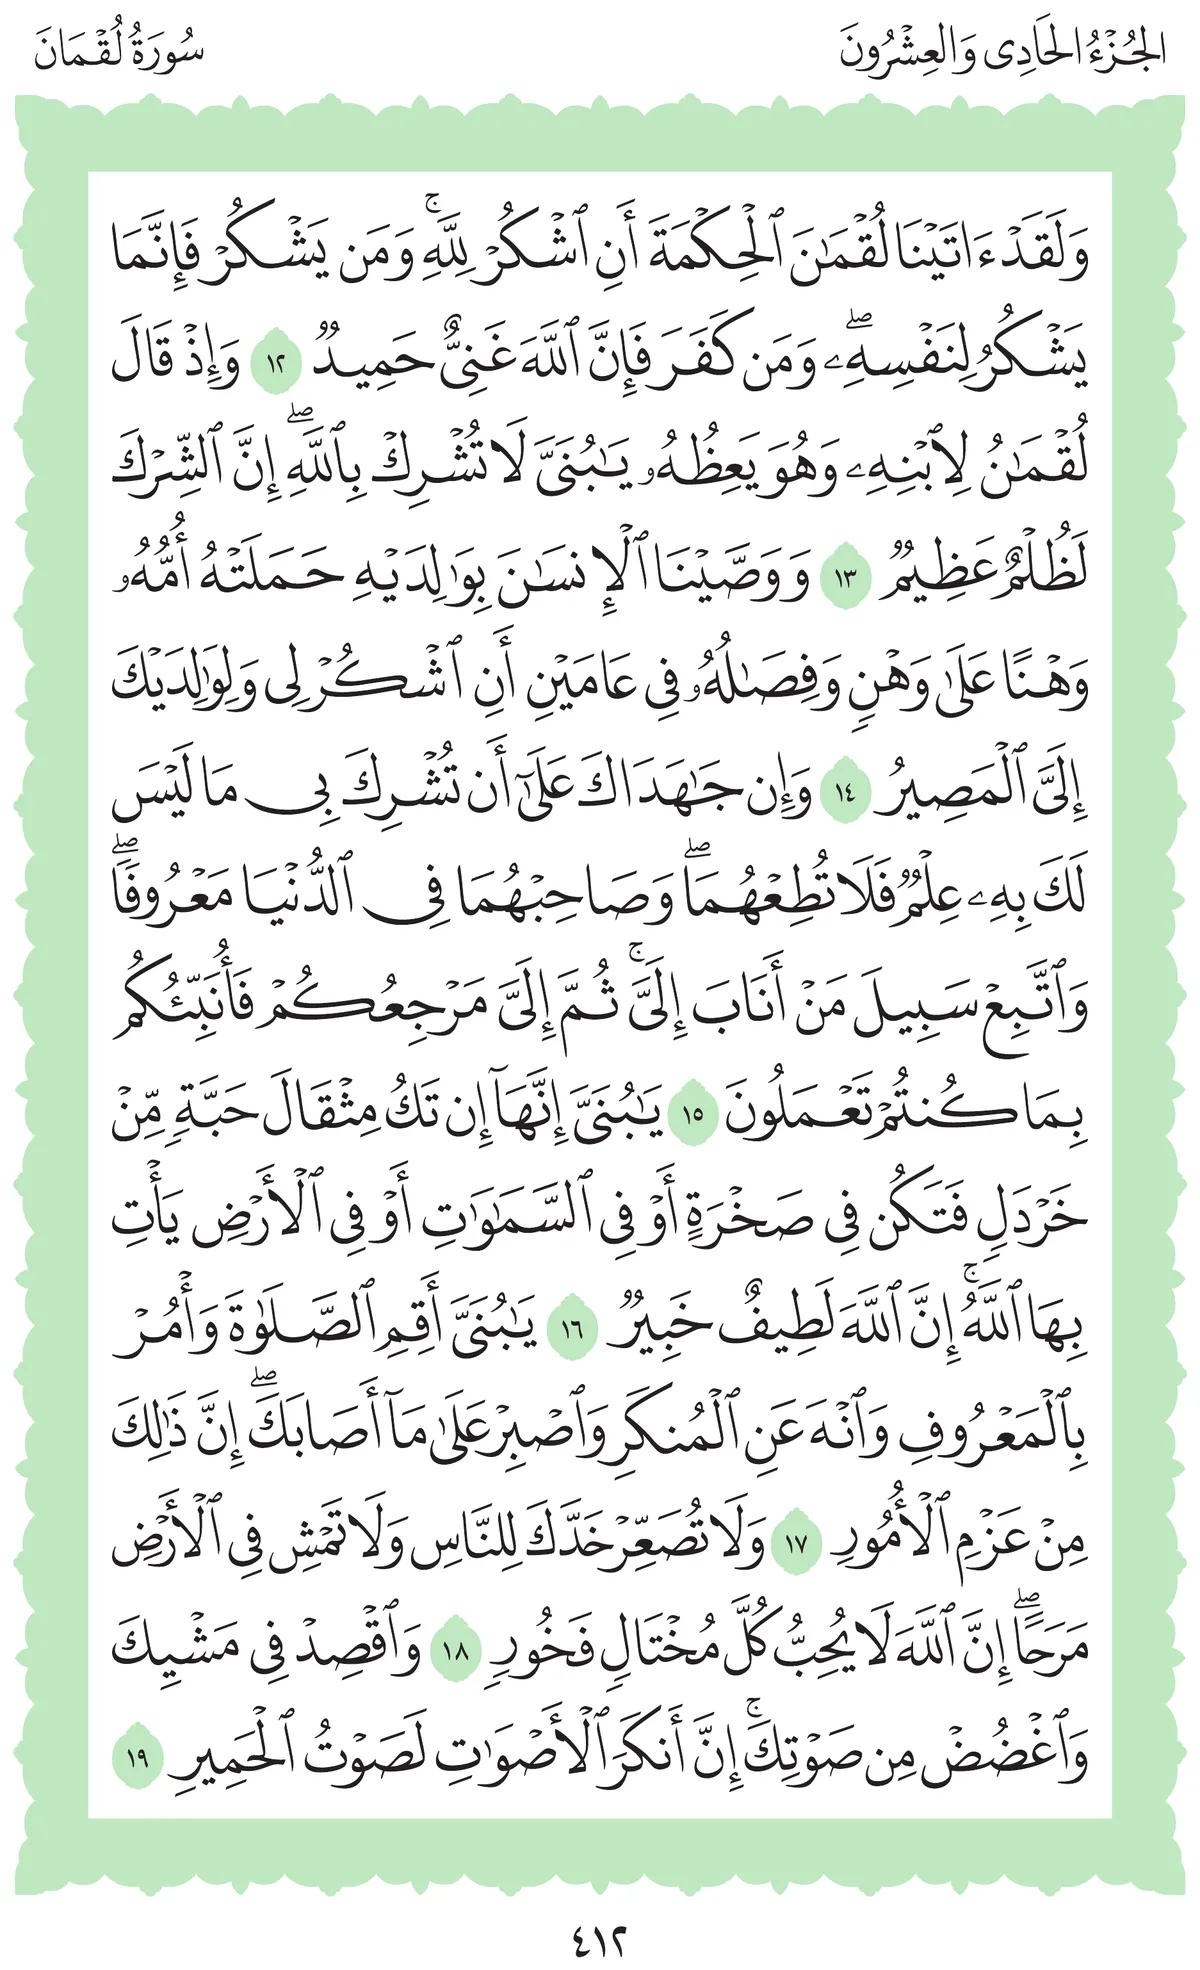 الجُزْءُ الحَادِي وَالعِشْرُونَ
سُورَةُ لُقْمَانَ
وَلَقَدْ ءَاتَيْنَا لُقْمَٰنَ ٱلْحِكْمَةَ أَنِ ٱشْكُرْ لِلَّهِۚ وَمَن يَشْكُرْ فَإِنَّمَا
يَشْكُرُ لِنَفْسِهِۦۖ وَمَن كَفَرَ فَإِنَّ ٱللَّهَ غَنِىٌّ حَمِيدٌ ١٢ وَإِذْ قَالَ
لُقْمَٰنُ لِٱبْنِهِۦ وَهُوَ يَعِظُهُۥ يَٰبُنَىَّ لَا تُشْرِكْ بِٱللَّهِۖ إِنَّ ٱلشِّرْكَ
لَظُلْمٌ عَظِيمٌ ١٣ وَوَصَّيْنَا ٱلْإِنسَٰنَ بِوَٰلِدَيْهِ حَمَلَتْهُ أُمُّهُۥ
وَهْنًا عَلَىٰ وَهْنٍ وَفِصَٰلُهُۥ فِى عَامَيْنِ أَنِ ٱشْكُرْ لِى وَلِوَٰلِدَيْكَ
إِلَىَّ ٱلْمَصِيرُ ١٤ وَإِن جَٰهَدَاكَ عَلَىٰٓ أَن تُشْرِكَ بِى مَا لَيْسَ
لَكَ بِهِۦ عِلْمٌ فَلَا تُطِعْهُمَاۖ وَصَاحِبْهُمَا فِى ٱلدُّنْيَا مَعْرُوفًاۖ
وَٱتَّبِعْ سَبِيلَ مَنْ أَنَابَ إِلَىَّۚ ثُمَّ إِلَىَّ مَرْجِعُكُمْ فَأُنَبِّئُكُم
بِمَا كُنتُمْ تَعْمَلُونَ ١٥ يَٰبُنَىَّ إِنَّهَآ إِن تَكُ مِثْقَالَ حَبَّةٍ مِّنْ
خَرْدَلٍ فَتَكُن فِى صَخْرَةٍ أَوْ فِى ٱلسَّمَٰوَٰتِ أَوْ فِى ٱلْأَرْضِ يَأْتِ
بِهَا ٱللَّهُۚ إِنَّ ٱللَّهَ لَطِيفٌ خَبِيرٌ ١٦ يَٰبُنَىَّ أَقِمِ ٱلصَّلَوٰةَ وَأْمُرْ
بِٱلْمَعْرُوفِ وَٱنْهَ عَنِ ٱلْمُنكَرِ وَٱصْبِرْ عَلَىٰ مَآ أَصَابَكَۖ إِنَّ ذَٰلِكَ
مِنْ عَزْمِ ٱلْأُمُورِ ١٧ وَلَا تُصَعِّرْ خَدَّكَ لِلنَّاسِ وَلَا تَمْشِ فِى ٱلْأَرْضِ
مَرَحًاۖ إِنَّ ٱللَّهَ لَا يُحِبُّ كُلَّ مُخْتَالٍ فَخُورٍ ١٨ وَٱقْصِدْ فِى مَشْيِكَ
وَٱغْضُضْ مِن صَوْتِكَۚ إِنَّ أَنكَرَ ٱلْأَصْوَٰتِ لَصَوْتُ ٱلْحَمِيرِ ١٩
٤١٢